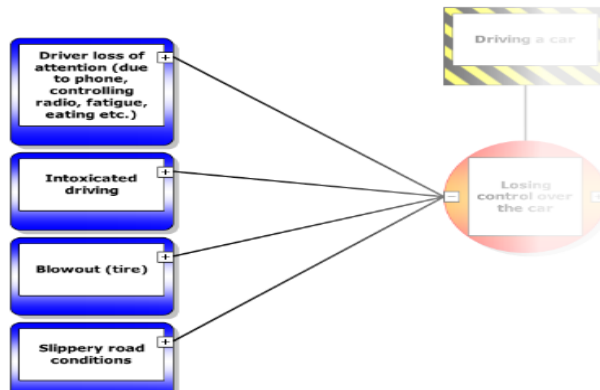 Driving a car
Driver loss of
attention (due
to phone,
controlling
radio, fatigue,
eating etc.)
Intoxicated
driving
Losing
control over
the car
Blowout (tire)
Slippery road
conditions